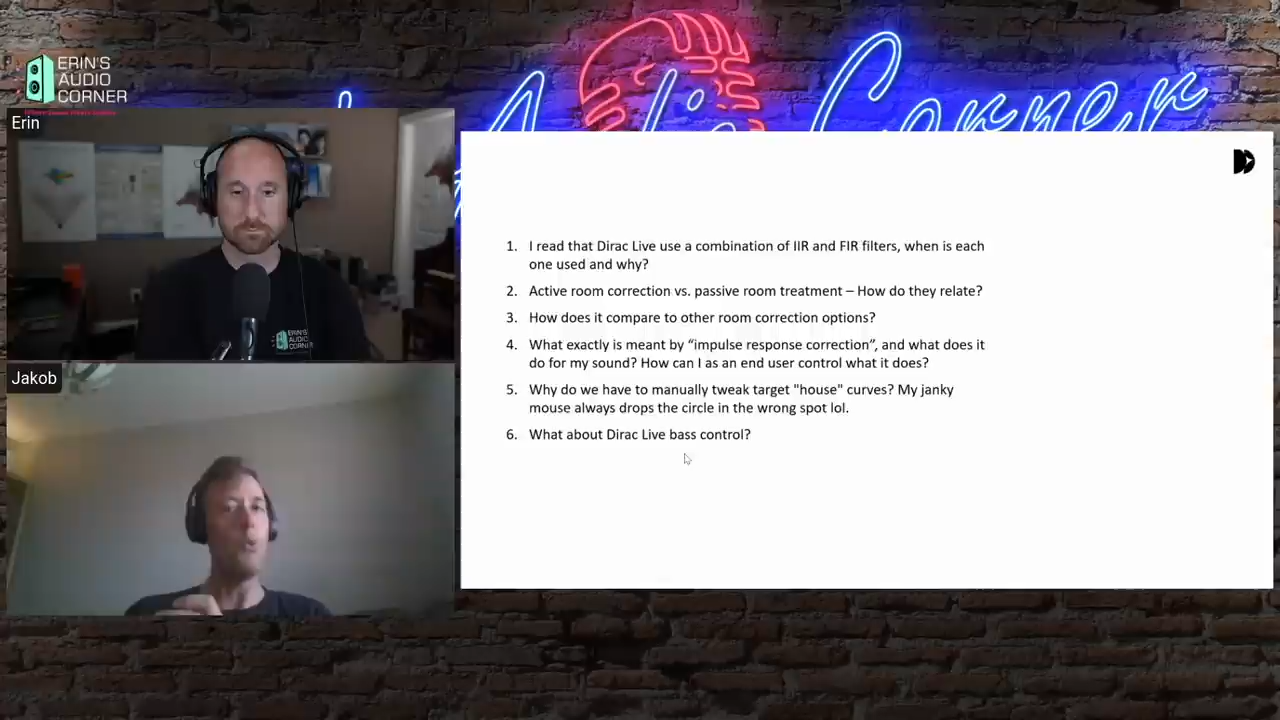 ERIN'S
AUDIO
CORNER
Erin
Jakob
ERIN'S
AUDIO
CORNER
Corner
1. I read that Dirac Live use a combination of IIR and FIR filters, when is each
one used and why?
2. Active room correction vs. passive room treatment – How do they relate?
3. How does it compare to other room correction options?
4. What exactly is meant by “impulse response correction”, and what does it
do for my sound? How can I as an end user control what it does?
5. Why do we have to manually tweak target "house" curves? My janky
mouse always drops the circle in the wrong spot lol.
6. What about Dirac Live bass control?